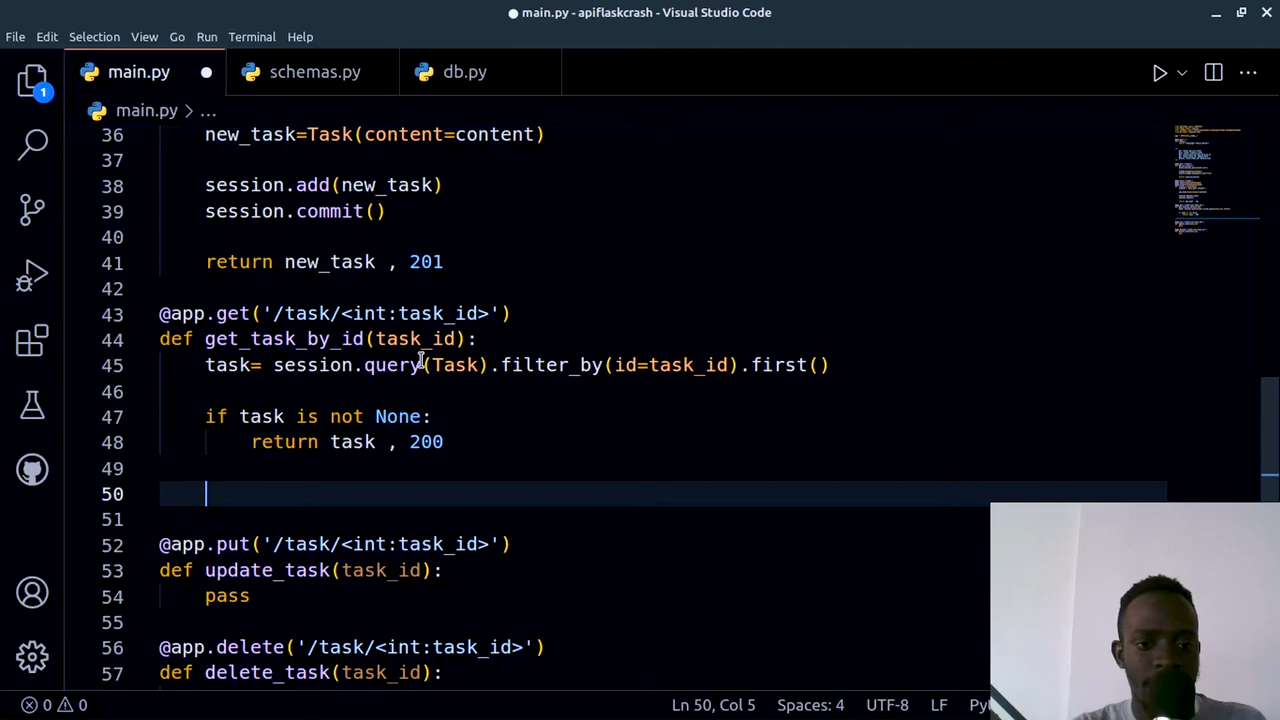 ● main.py - apiflaskcrash - Visual Studio Code
File Edit Selection View Go Run Terminal Help
main.py schemas.py db.py
main.py > ...
1
36 new_task=Task(content=content)
37
38 session.add(new_task)
39 session.commit()
40
41 return new_task , 201
42
43 @app.get('/task/<int:task_id>')
44 def get_task_by_id(task_id):
45 task= session.query(Task).filter_by(id=task_id).first()
46
47 if task is not None:
48 return task , 200
49
50
51
52 @app.put('/task/<int:task_id>')
53 def update_task(task_id):
54 pass
55
56 @app.delete('/task/<int:task_id>')
57 def delete_task(task_id):
0 0 Ln 50, Col 5 Spaces: 4 UTF-8 LF